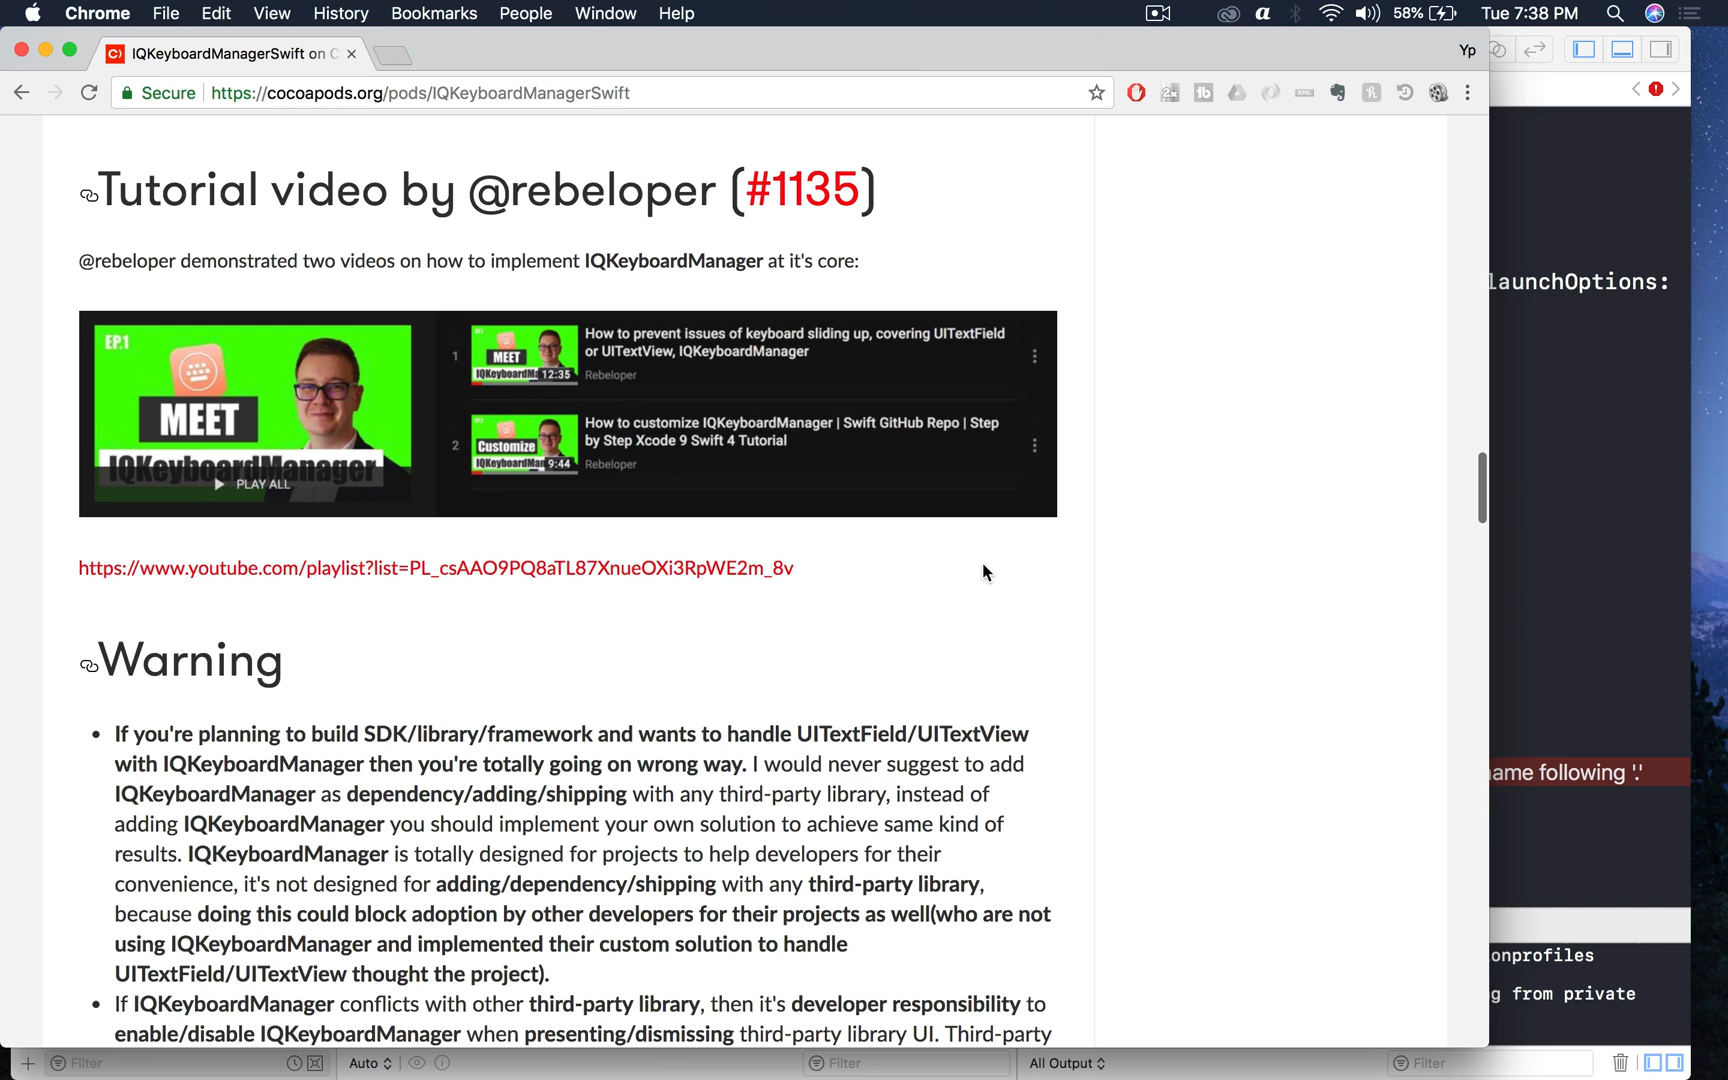 Chrome File Edit View History Bookmarks People Window Help 58% Tue 7:38 PM
IQKeyboardManagerSwift on C Yp
Secure https://cocoapods.org/pods/IQKeyboardManagerSwift
Tutorial video by @rebeloper (#1135)
@rebeloper demonstrated two videos on how to implement IQKeyboardManager at it's core:
EP.1
MEET
IQKeyboardManager
PLAY ALL
1
MEET
12:35
How to prevent issues of keyboard sliding up, covering UITextField
or UITextView, IQKeyboardManager
Rebeloper
2
Customize
9:44
How to customize IQKeyboardManager | Swift GitHub Repo | Step
by Step Xcode 9 Swift 4 Tutorial
Rebeloper
https://www.youtube.com/playlist?list=PL_csAAO9PQ8aTL87XnueOXi3RpWE2m_8v
Warning
If you're planning to build SDK/library/framework and wants to handle UITextField/UITextView
with IQKeyboardManager then you're totally going on wrong way. I would never suggest to add
IQKeyboardManager as dependency/adding/shipping with any third-party library, instead of
adding IQKeyboardManager you should implement your own solution to achieve same kind of
results. IQKeyboardManager is totally designed for projects to help developers for their
convenience, it's not designed for adding/dependency/shipping with any third-party library,
because doing this could block adoption by other developers for their projects as well(who are not
using IQKeyboardManager and implemented their custom solution to handle
UITextField/UITextView thought the project).
If IQKeyboardManager conflicts with other third-party library, then it's developer responsibility to
enable/disable IQKeyboardManager when presenting/dismissing third-party library UI. Third-party
launchOptions:
name following '.'
onprofiles
g from private
Filter Auto Filter All Output Filter